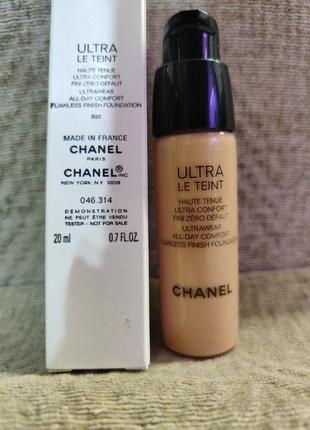 ULTRA
LE TEINT
HAUTE TENUE
ULTRA CONFORT
FINI-ZÉRO DÉFAUT
ULTRAWEAR
ALL-DAY COMFORT
FLAWLESS FINISH FOUNDATION
B20
MADE IN FRANCE
CHANEL
PARIS
CHANEL® INC.
NEW YORK, N.Y. 10019
046.314
DÉMONSTRATION
NE PEUT ÊTRE VENDU
TESTER - NOT FOR SALE
20 ml 0.7 FL.OZ.
ULTRA
LE TEINT
HAUTE TENUE
ULTRA CONFORT
FINI-ZÉRO DÉFAUT
ULTRAWEAR
ALL-DAY COMFORT
FLAWLESS FINISH FOUNDATION
CHANEL